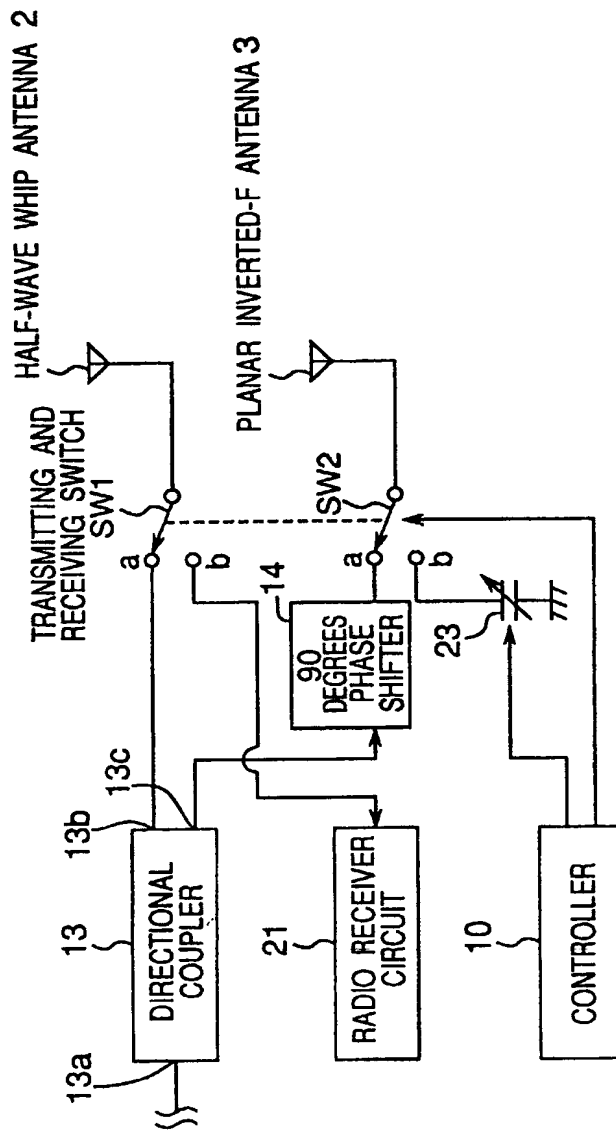 HALF-WAVE WHIP ANTENNA 2
TRANSMITTING AND
RECEIVING SWITCH
SW1
a
b
PLANAR INVERTED-F ANTENNA 3
SW2
a
b
13
13a
13b
13c
DIRECTIONAL
COUPLER
14
90
DEGREES
PHASE
SHIFTER
21
RADIO RECEIVER
CIRCUIT
23
10
CONTROLLER